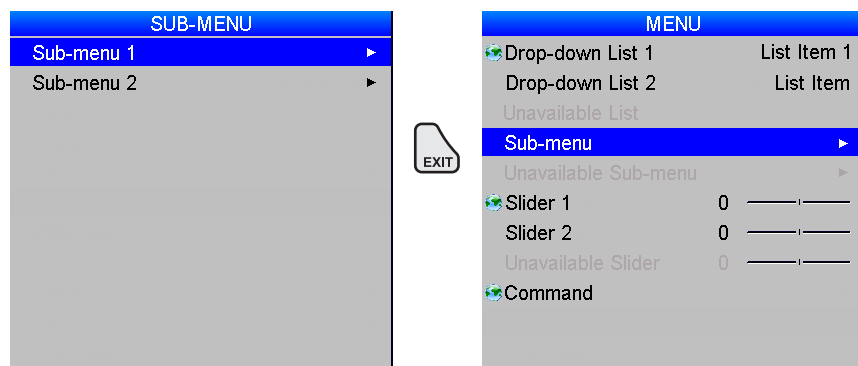 SUB-MENU
Sub-menu 1 ►
Sub-menu 2 ►
EXIT
MENU
Drop-down List 1 List Item 1
Drop-down List 2 List Item
Unavailable List
Sub-menu ►
Unavailable Sub-menu ►
Slider 1 0
Slider 2 0
Unavailable Slider 0
Command